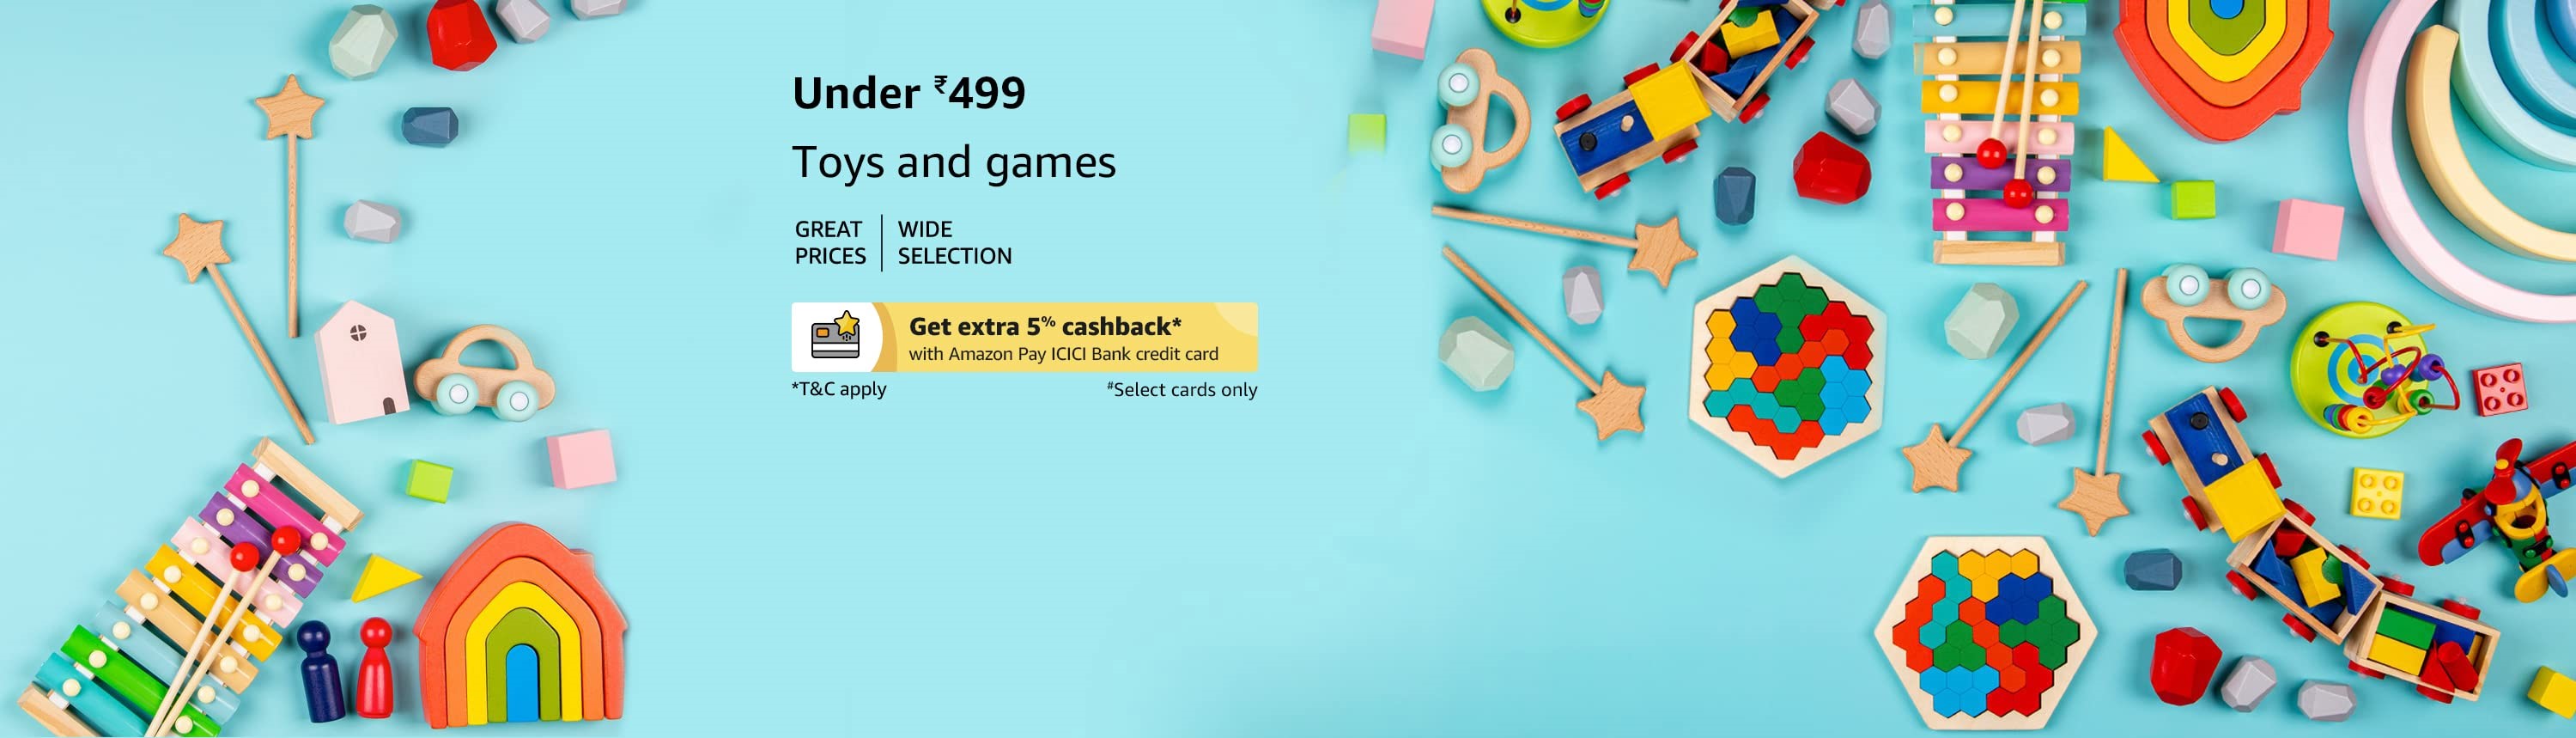 Under ₹499
Toys and games
GREAT PRICES | WIDE SELECTION
Get extra 5% cashback*
with Amazon Pay ICICI Bank credit card
*T&C apply
#Select cards only